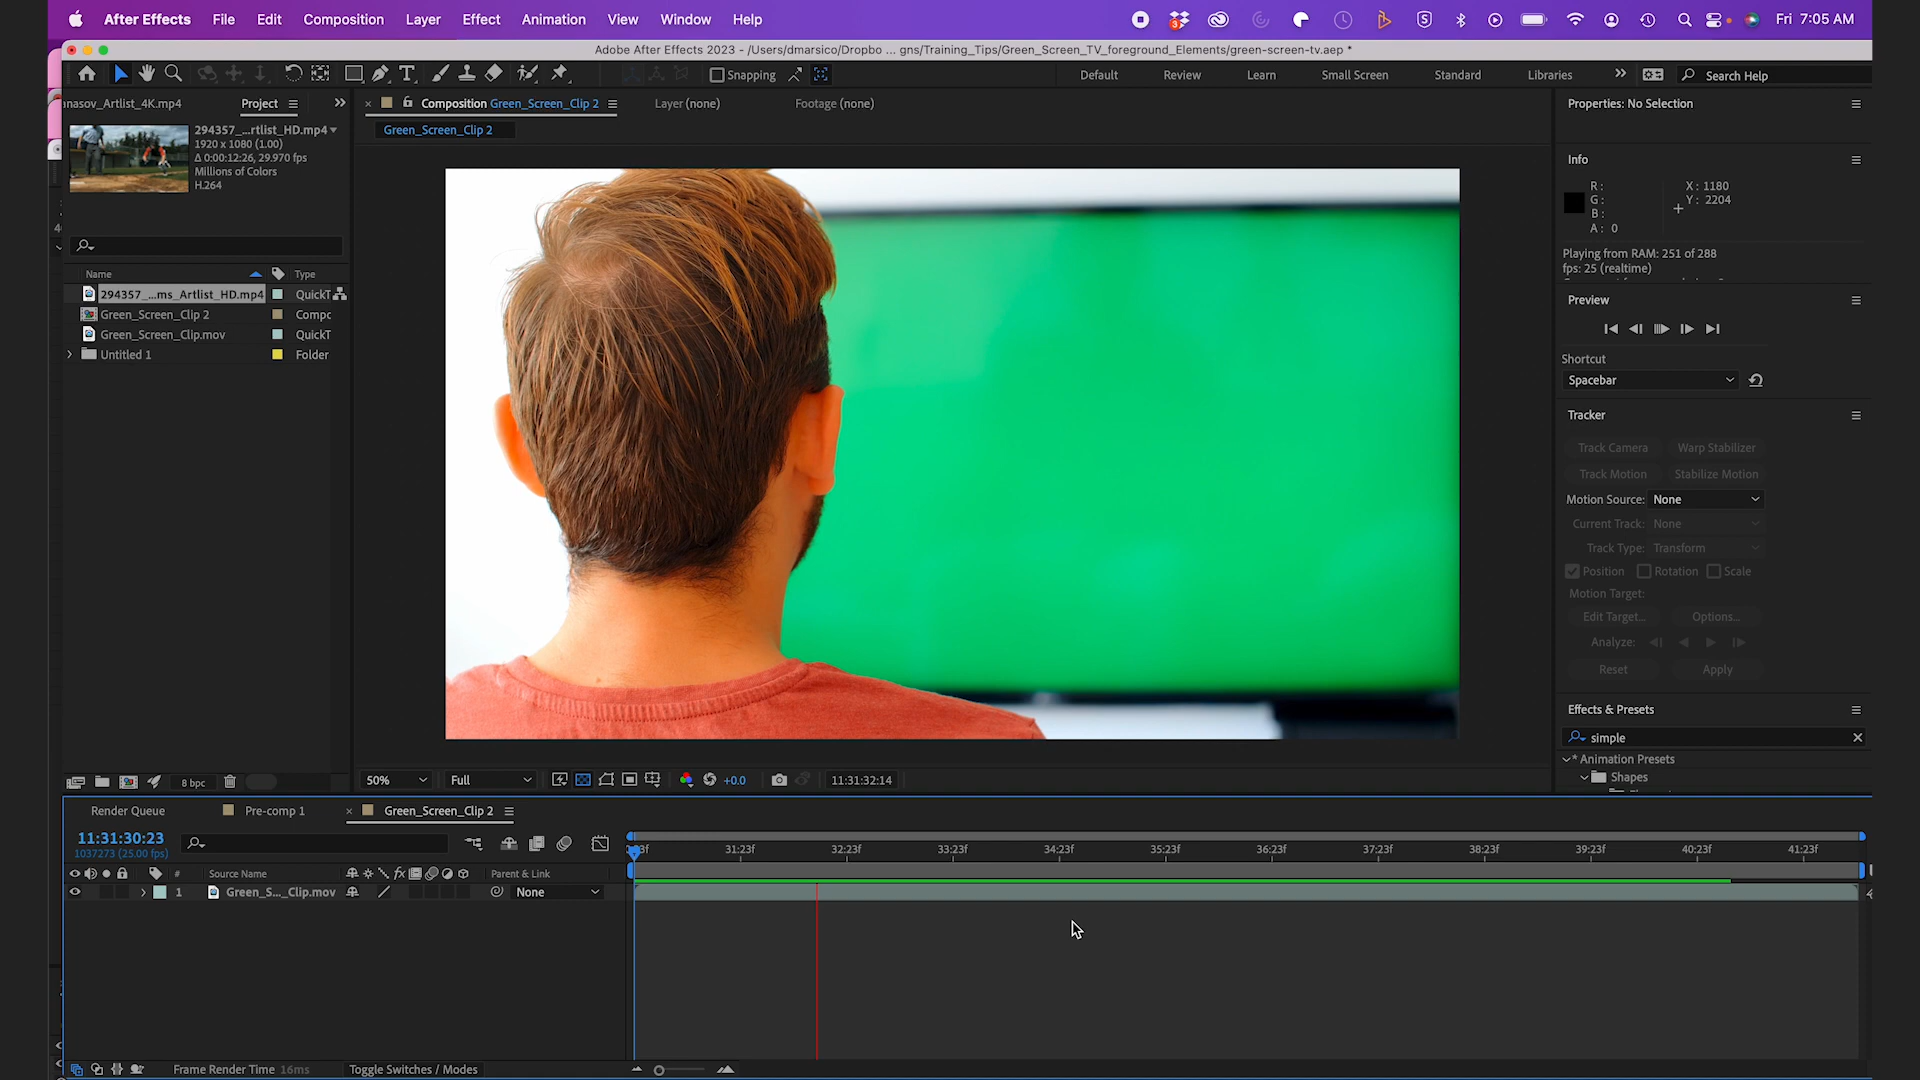 After Effects File Edit Composition Layer Effect Animation View Window Help
3 Fri 7:05 AM
Adobe After Effects 2023 - /Users/dmarsico/Dropbo ... gns/Training_Tips/Green_Screen_TV_foreground_Elements/green-screen-tv.aep *
Snapping Default Review Learn Small Screen Standard Libraries Search Help
nasov_Artlist_4K.mp4 Project
Composition Green_Screen_Clip 2 Layer (none) Footage (none)
Green_Screen_Clip 2
294357_...rtlist_HD.mp4
1920 x 1080 (1.00)
Δ 0:00:12:26, 29.970 fps
Millions of Colors
H.264
Name Type
294357_...ms_Artlist_HD.mp4 QuickT
Green_Screen_Clip 2 Compo
Green_Screen_Clip.mov QuickT
Untitled 1 Folder
8 bpc
50% Full +0.0 11:31:32:14
Properties: No Selection
Info
R: X: 1180
G: Y: 2204
B:
A: 0
Playing from RAM: 251 of 288
fps: 25 (realtime)
Preview
Shortcut
Spacebar
Tracker
Track Camera Warp Stabilizer
Track Motion Stabilize Motion
Motion Source: None
Current Track: None
Track Type: Transform
Position Rotation Scale
Motion Target:
Edit Target... Options...
Analyze:
Reset Apply
Effects & Presets
simple
* Animation Presets
Shapes
Render Queue Pre-comp 1 Green_Screen_Clip 2
11:31:30:23
1037273 (25.00 fps)
# Source Name fx Parent & Link
1 Green_S..._Clip.mov None
31:23f 32:23f 33:23f 34:23f 35:23f 36:23f 37:23f 38:23f 39:23f 40:23f 41:23f
Frame Render Time 16ms Toggle Switches / Modes